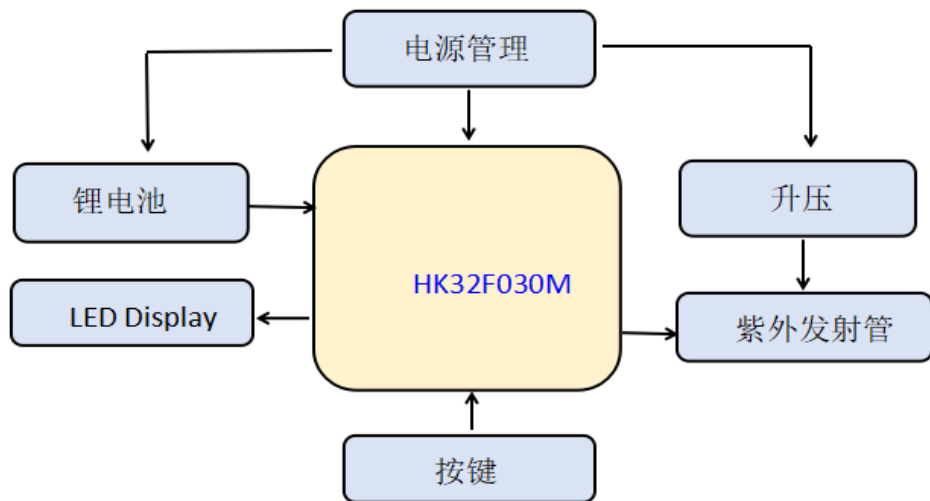 电源管理
锂电池
升压
HK32F030M
LED Display
紫外发射管
按键